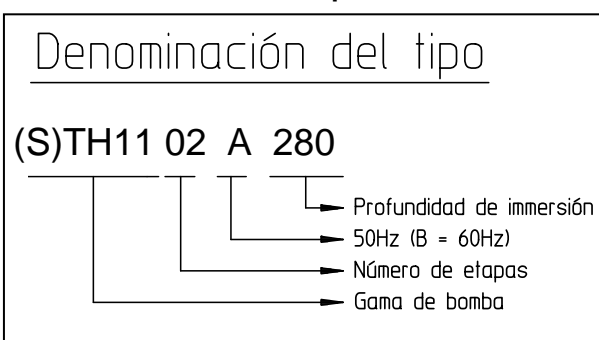 Denominación del tipo
(S)TH11 02 A 280
Profundidad de immersión
50Hz (B = 60Hz)
Número de etapas
Gama de bomba